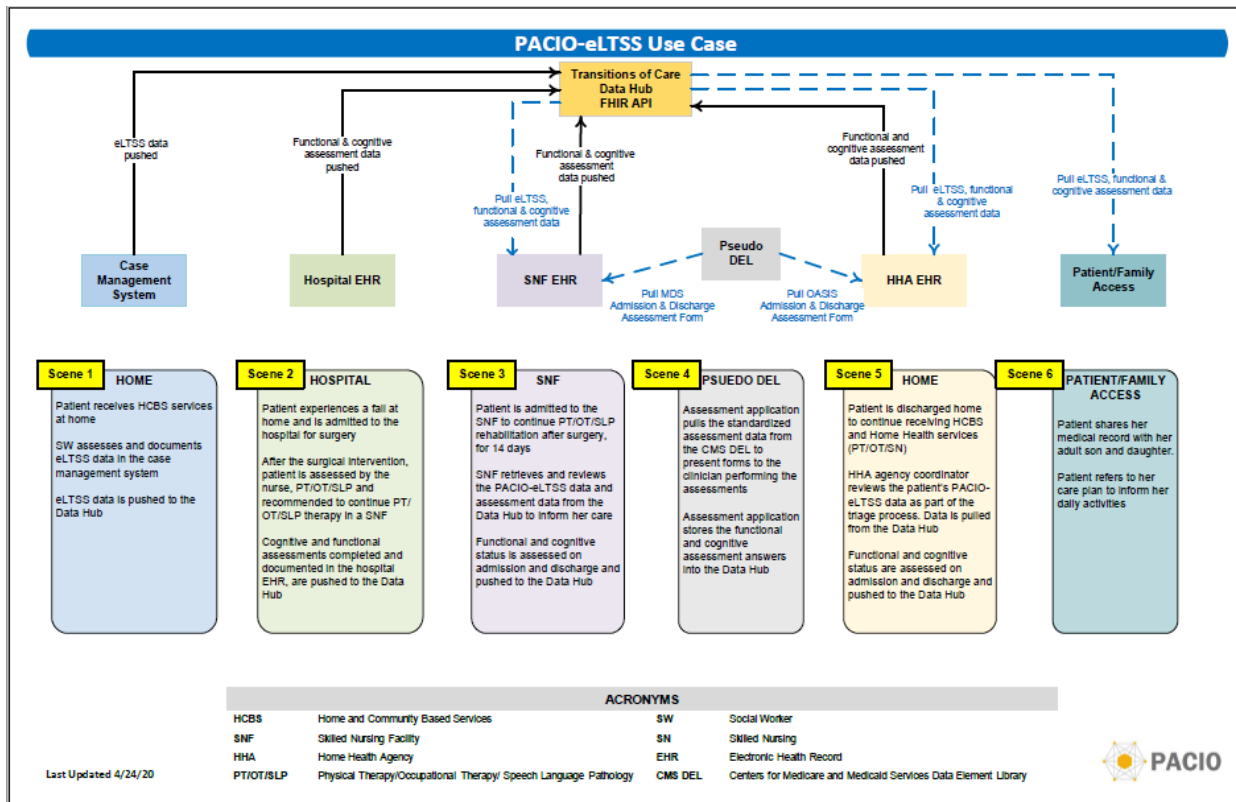 PACIO-eLTSS Use Case
Transitions of Care
Data Hub
FHIR API
eLTSS data
pushed
Functional & cognitive
assessment data
pushed
Functional & cognitive
assessment
data pushed
Functional and
cognitive assessment
data pushed
Pull eLTSS,
functional & cognitive
assessment data
Pull eLTSS, functional
& cognitive
assessment data
Pull eLTSS, functional &
cognitive assessment data
Case
Management
System
Hospital EHR
SNF EHR
Pseudo
DEL
HHA EHR
Patient/Family
Access
Pull MDS
Admission & Discharge
Assessment Form
Pull OASIS
Admission & Discharge
Assessment Form
Scene 1
HOME
Patient receives HCBS services
at home
SW assesses and documents
eLTSS data in the case
management system
eLTSS data is pushed to the
Data Hub
Scene 2
HOSPITAL
Patient experiences a fall at
home and is admitted to the
hospital for surgery
After the surgical intervention,
patient is assessed by the
nurse, PT/OT/SLP and
recommended to continue PT/
OT/SLP therapy in a SNF
Cognitive and functional
assessments completed and
documented in the hospital
EHR, are pushed to the Data
Hub
Scene 3
SNF
Patient is admitted to the
SNF to continue PT/OT/SLP
rehabilitation after surgery,
for 14 days
SNF retrieves and reviews
the PACIO-eLTSS data and
assessment data from the
Data Hub to inform her care
Functional and cognitive
status is assessed on
admission and discharge and
pushed to the Data Hub
Scene 4
PSUEDO DEL
Assessment application
pulls the standardized
assessment data from
the CMS DEL to
present forms to the
clinician performing the
assessments
Assessment application
stores the functional
and cognitive
assessment answers
into the Data Hub
Scene 5
HOME
Patient is discharged home
to continue receiving HCBS
and Home Health services
(PT/OT/SN)
HHA agency coordinator
reviews the patient's PACIO-
eLTSS data as part of the
triage process. Data is pulled
from the Data Hub
Functional and cognitive
status are assessed on
admission and discharge and
pushed to the Data Hub
Scene 6
PATIENT/FAMILY
ACCESS
Patient shares her
medical record with her
adult son and daughter.
Patient refers to her
care plan to inform her
daily activities
ACRONYMS
HCBS Home and Community Based Services SW Social Worker
SNF Skilled Nursing Facility SN Skilled Nursing
HHA Home Health Agency EHR Electronic Health Record
PT/OT/SLP Physical Therapy/Occupational Therapy/ Speech Language Pathology CMS DEL Centers for Medicare and Medicaid Services Data Element Library
Last Updated 4/24/20
PACIO